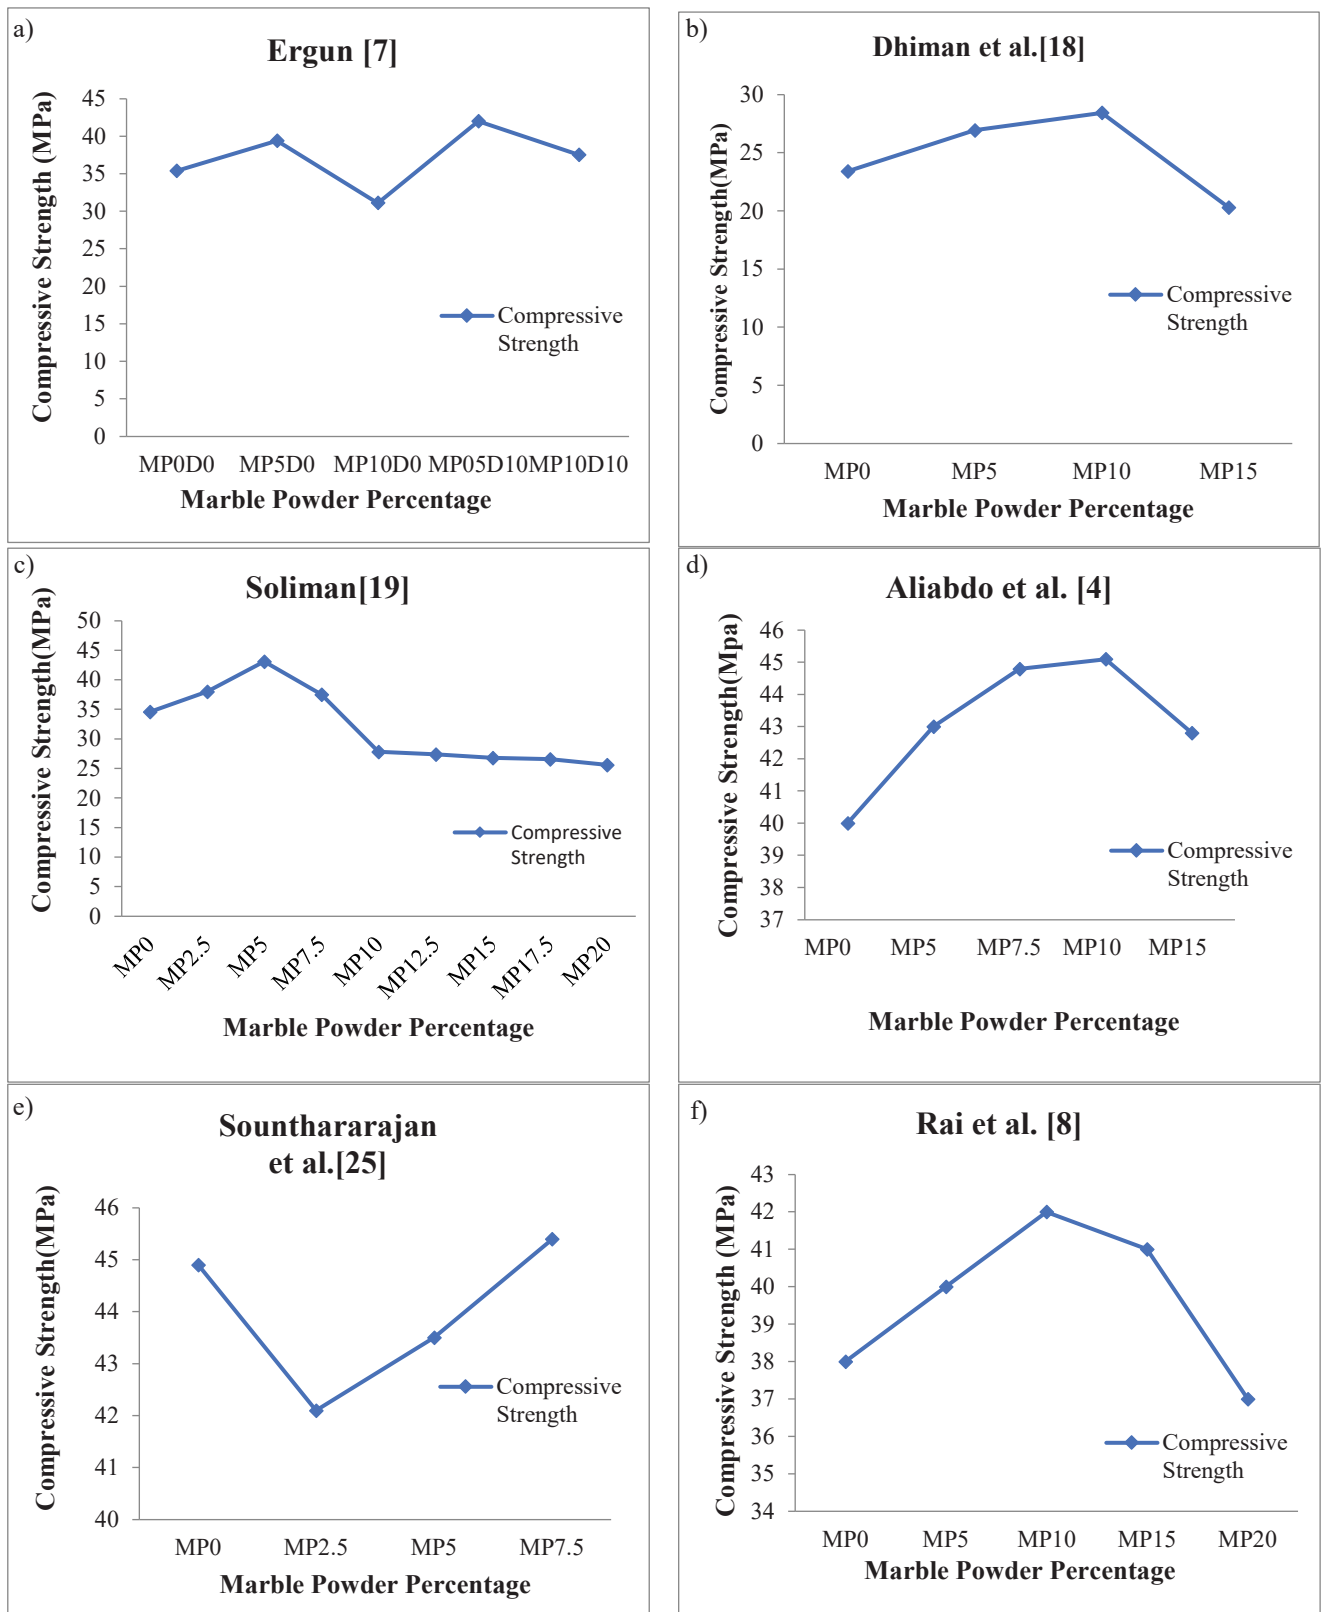 a)
Ergun [7]
Compressive Strength (MPa)
45
40
35
30
25
20
15
10
5
0
Compressive
Strength
MP0D0 MP5D0 MP10D0 MP05D10 MP10D10
Marble Powder Percentage
b)
Dhiman et al.[18]
Compressive Strength(MPa)
30
25
20
15
10
5
0
Compressive
Strength
MP0 MP5 MP10 MP15
Marble Powder Percentage
c)
Soliman[19]
Compressive Strength(MPa)
50
45
40
35
30
25
20
15
10
5
0
Compressive
Strength
MP0 MP2.5 MP5 MP7.5 MP10 MP12.5 MP15 MP17.5 MP20
Marble Powder Percentage
d)
Aliabdo et al. [4]
Compressive Strength(Mpa)
46
45
44
43
42
41
40
39
38
37
Compressive
Strength
MP0 MP5 MP7.5 MP10 MP15
Marble Powder Percentage
e)
Sounthararajan
et al.[25]
Compressive Strength(MPa)
46
45
44
43
42
41
40
Compressive
Strength
MP0 MP2.5 MP5 MP7.5
Marble Powder Percentage
f)
Rai et al. [8]
Compressive Strength (MPa)
43
42
41
40
39
38
37
36
35
34
Compressive
Strength
MP0 MP5 MP10 MP15 MP20
Marble Powder Percentage